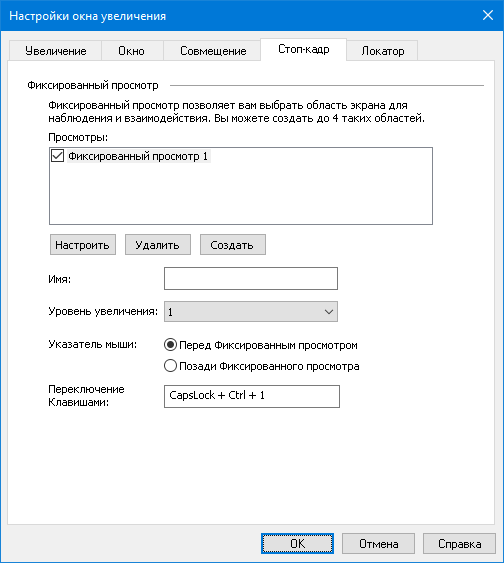 Настройки окна увеличения
Увеличение Окно Совмещение Стоп-кадр Локатор
Фиксированный просмотр
Фиксированный просмотр позволяет вам выбрать область экрана для
наблюдения и взаимодействия. Вы можете создать до 4 таких областей.
Просмотры:
Фиксированный просмотр 1
Настроить Удалить Создать
Имя:
Уровень увеличения: 1
Указатель мыши: Перед Фиксированным просмотром
Позади Фиксированного просмотра
Переключение
Клавишами:
CapsLock + Ctrl + 1
OK Отмена Справка